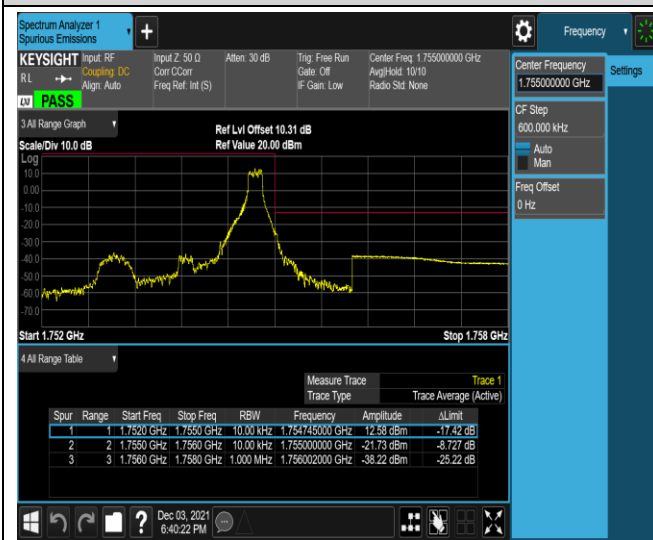 Spectrum Analyzer 1
Spurious Emissions
Frequency
KEYSIGHT
RL
Input: RF
Coupling: DC
Align: Auto
Input Z: 50 Ω
Corr CCorr
Freq Ref: Int (S)
Atten: 30 dB
Trig: Free Run
Gate: Off
IF Gain: Low
Center Freq: 1.755000000 GHz
Avg|Hold: 10/10
Radio Std: None
LXI PASS
Center Frequency
1.755000000 GHz
Settings
CF Step
600.000 kHz
Auto
Man
Freq Offset
0 Hz
3 All Range Graph
Scale/Div 10.0 dB
Ref Lvl Offset 10.31 dB
Ref Value 20.00 dBm
Log
10.0
0.00
-10.0
-20.0
-30.0
-40.0
-50.0
-60.0
-70.0
Start 1.752 GHz Stop 1.758 GHz
4 All Range Table
Measure Trace Trace 1
Trace Type Trace Average (Active)
Spur Range Start Freq Stop Freq RBW Frequency Amplitude ΔLimit
1 1 1.7520 GHz 1.7550 GHz 10.00 kHz 1.754745000 GHz 12.58 dBm -17.42 dB
2 2 1.7550 GHz 1.7560 GHz 10.00 kHz 1.755000000 GHz -21.73 dBm -8.727 dB
3 3 1.7560 GHz 1.7580 GHz 1.000 MHz 1.756002000 GHz -38.22 dBm -25.22 dB
Dec 03, 2021
6:40:22 PM